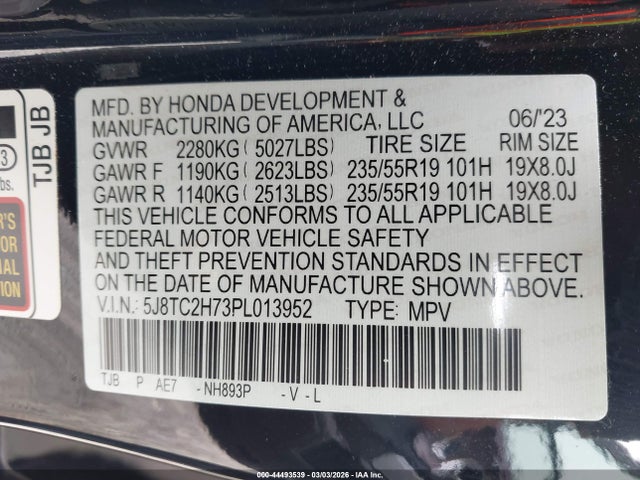 MFD. BY HONDA DEVELOPMENT &
MANUFACTURING OF AMERICA, LLC 06/'23
GVWR 2280KG ( 5027LBS) TIRE SIZE RIM SIZE
GAWR F 1190KG ( 2623LBS) 235/55R19 101H 19X8.0J
GAWR R 1140KG ( 2513LBS) 235/55R19 101H 19X8.0J
THIS VEHICLE CONFORMS TO ALL APPLICABLE
FEDERAL MOTOR VEHICLE SAFETY
AND THEFT PREVENTION STANDARDS IN EFFECT
ON THE DATE OF MANUFACTURE SHOWN ABOVE.
V.I.N.: 5J8TC2H73PL013952 TYPE: MPV
TJB P AE7 - NH893P - V - L
TJB JB
3
lbs.
000-44493539 - 03/03/2026 - IAA Inc.